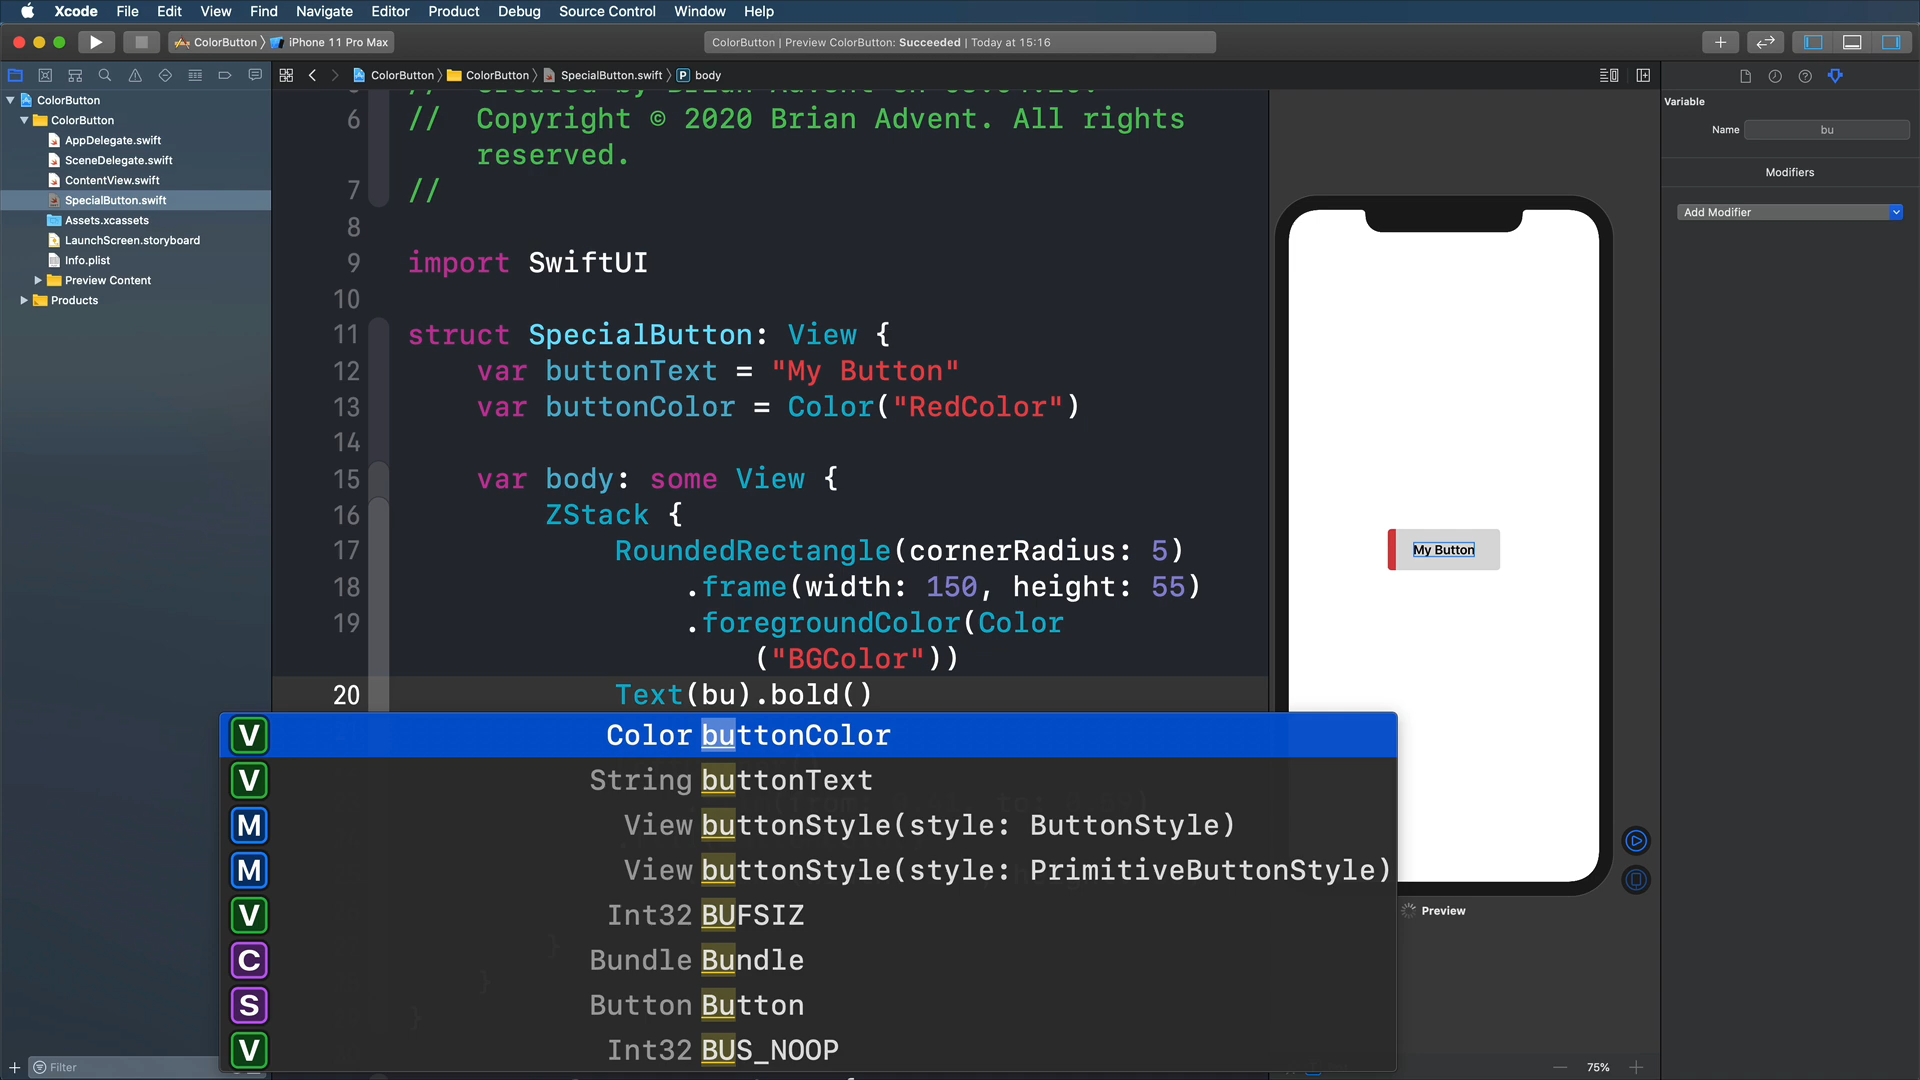 Xcode File Edit View Find Navigate Editor Product Debug Source Control Window Help
ColorButton iPhone 11 Pro Max
ColorButton | Preview ColorButton: Succeeded | Today at 15:16
ColorButton ColorButton SpecialButton.swift P body
ColorButton
ColorButton
AppDelegate.swift
SceneDelegate.swift
ContentView.swift
SpecialButton.swift
Assets.xcassets
LaunchScreen.storyboard
Info.plist
Preview Content
Products
Filter
6 // Copyright © 2020 Brian Advent. All rights
reserved.
7 //
8
9 import SwiftUI
10
11 struct SpecialButton: View {
12 var buttonText = "My Button"
13 var buttonColor = Color("RedColor")
14
15 var body: some View {
16 ZStack {
17 RoundedRectangle(cornerRadius: 5)
18 .frame(width: 150, height: 55)
19 .foregroundColor(Color
("BGColor"))
20 Text(bu).bold()
V Color buttonColor
V String buttonText
M View buttonStyle(style: ButtonStyle)
M View buttonStyle(style: PrimitiveButtonStyle)
V Int32 BUFSIZ
C Bundle Bundle
S Button Button
V Int32 BUS_NOOP
My Button
Preview
75%
Variable
Name bu
Modifiers
Add Modifier